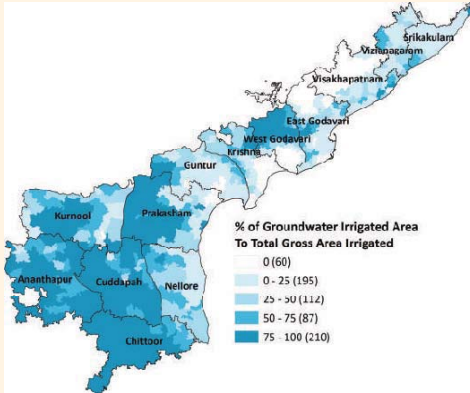 Srikakulam
Vizianagaram
Visakhapatnam
East Godavari
West Godavari
Krishna
Guntur
Prakasham
Kurnool
Ananthapur
Cuddapah
Nellore
Chittoor
% of Groundwater Irrigated Area
To Total Gross Area Irrigated
0 (60)
0 - 25 (195)
25 - 50 (112)
50 - 75 (87)
75 - 100 (210)